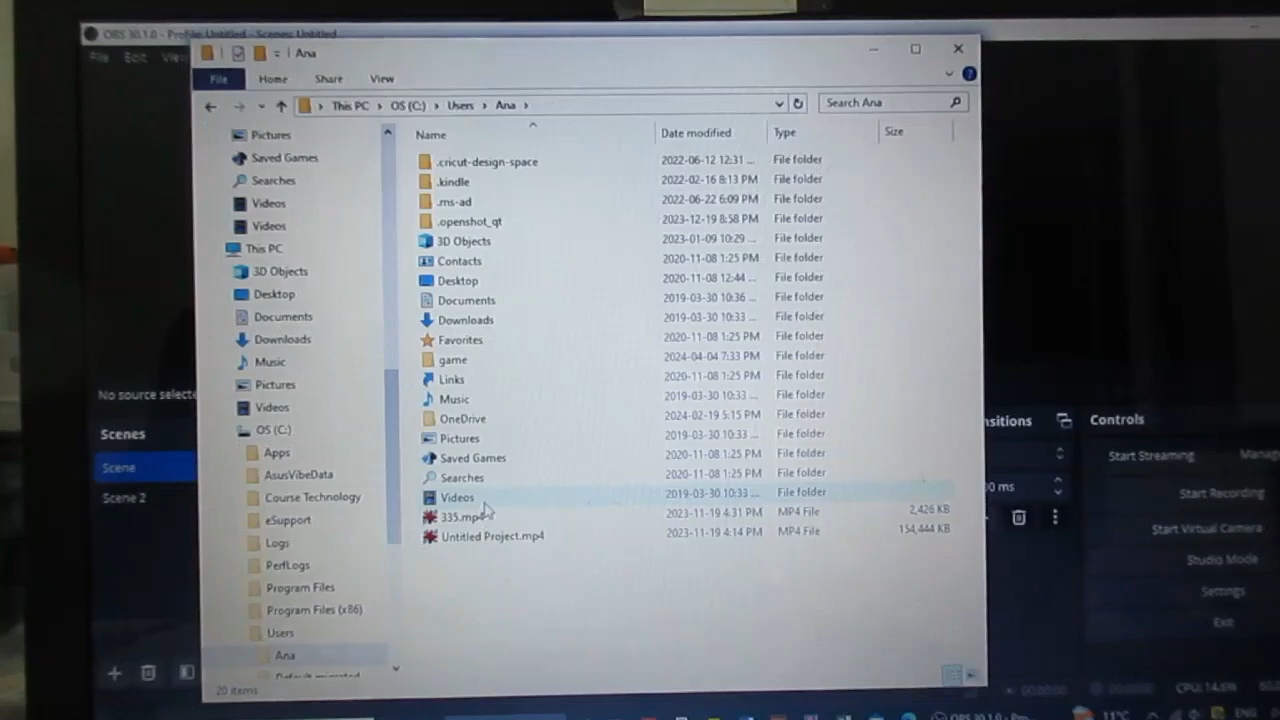 OBS 30.1.0 - Profile: Untitled - Scenes: Untitled
File Edit View
Ana
File Home Share View
This PC > OS (C:) > Users > Ana >
Search Ana
Name Date modified Type Size
Pictures
Saved Games
Searches
Videos
Videos
This PC
3D Objects
Desktop
Documents
Downloads
Music
Pictures
Videos
OS (C:)
Apps
AsusVibeData
Course Technology
eSupport
Logs
PerfLogs
Program Files
Program Files (x86)
Users
Ana
.cricut-design-space 2022-06-12 12:31 ... File folder
.kindle 2022-02-16 8:13 PM File folder
.ms-ad 2022-06-22 6:09 PM File folder
.openshot_qt 2023-12-19 8:58 PM File folder
3D Objects 2023-01-09 10:29 ... File folder
Contacts 2020-11-08 1:25 PM File folder
Desktop 2020-11-08 12:44 ... File folder
Documents 2019-03-30 10:36 ... File folder
Downloads 2019-03-30 10:33 ... File folder
Favorites 2020-11-08 1:25 PM File folder
game 2024-04-04 7:33 PM File folder
Links 2020-11-08 1:25 PM File folder
Music 2019-03-30 10:33 ... File folder
OneDrive 2024-02-19 5:15 PM File folder
Pictures 2019-03-30 10:33 ... File folder
Saved Games 2020-11-08 1:25 PM File folder
Searches 2020-11-08 1:25 PM File folder
Videos 2019-03-30 10:33 ... File folder
335.mp4 2023-11-19 4:31 PM MP4 File 2,426 KB
Untitled Project.mp4 2023-11-19 4:14 PM MP4 File 154,444 KB
20 items
No source selecte
Scenes
Scene
Scene 2
nsitions
00 ms
Controls
Start Streaming Manag
Start Recording
Start Virtual Camera
Studio Mode
Settings
Exit
CPU: 14.6%
11°C
ENG